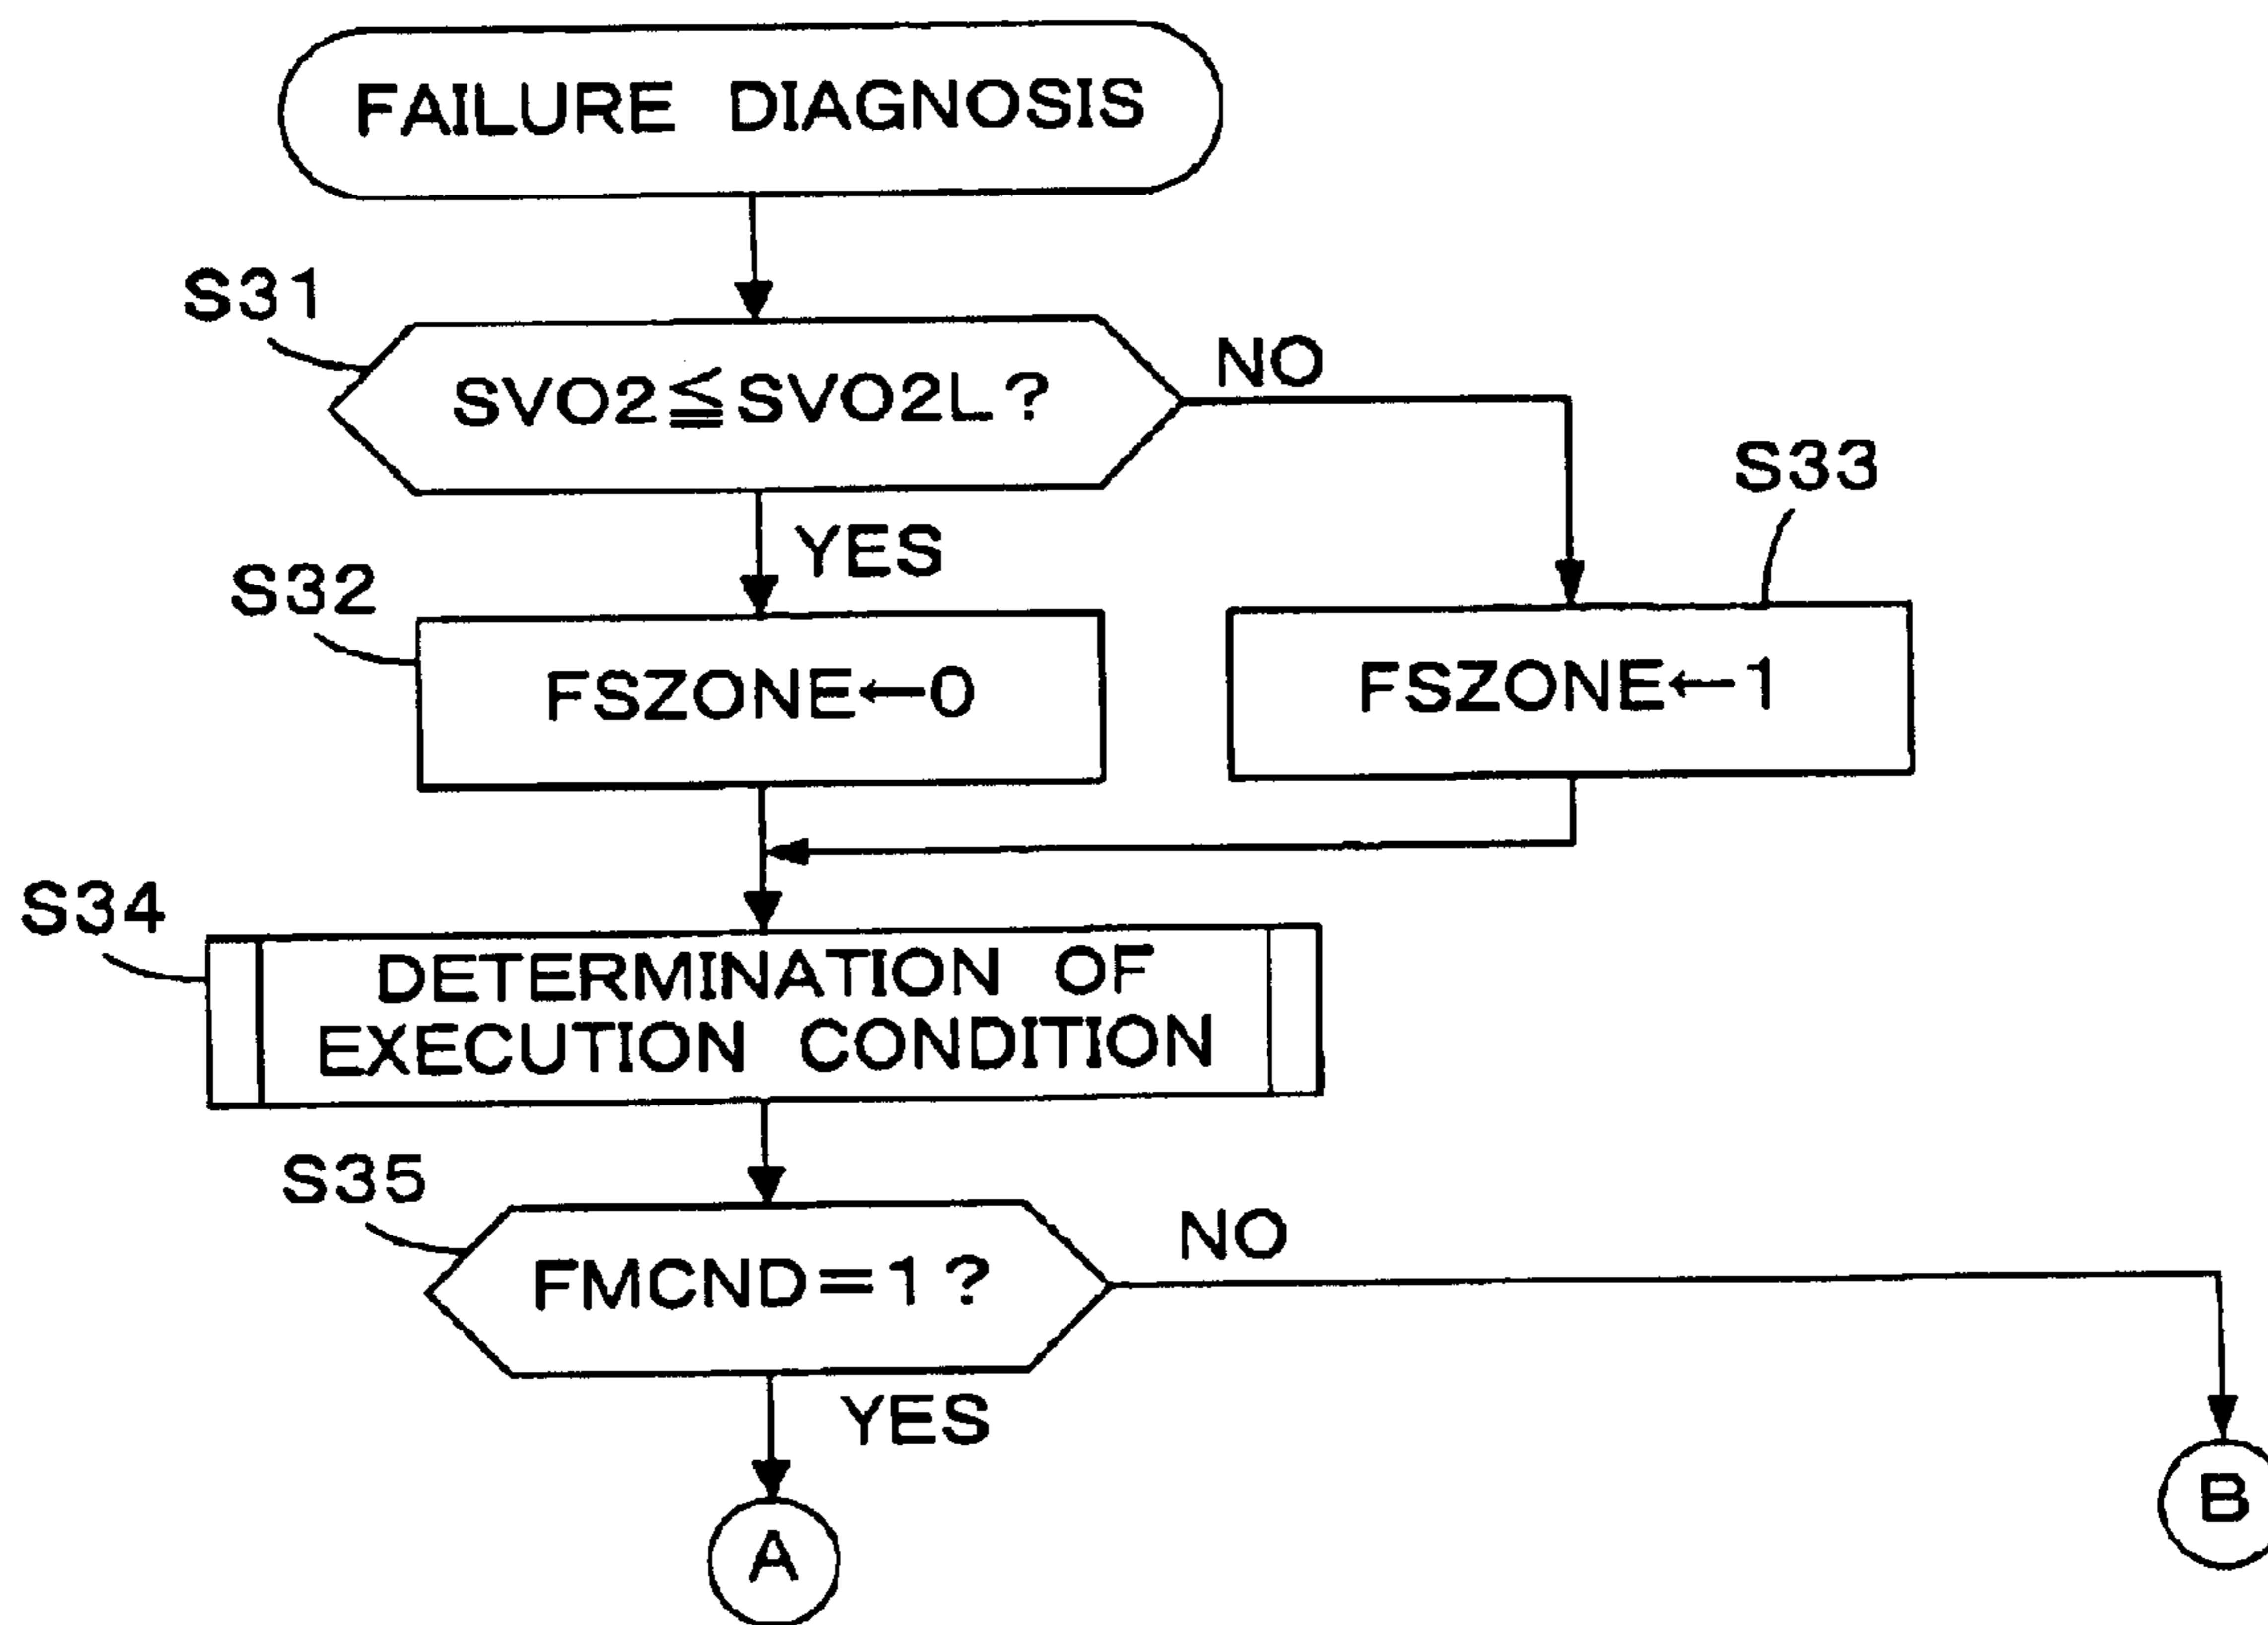 FAILURE DIAGNOSIS
S31
SVO2≦SVO2L?
NO
S33
YES
S32
FSZONE←0
FSZONE←1
S34
DETERMINATION OF
EXECUTION CONDITION
S35
FMCND=1?
NO
YES
A
B